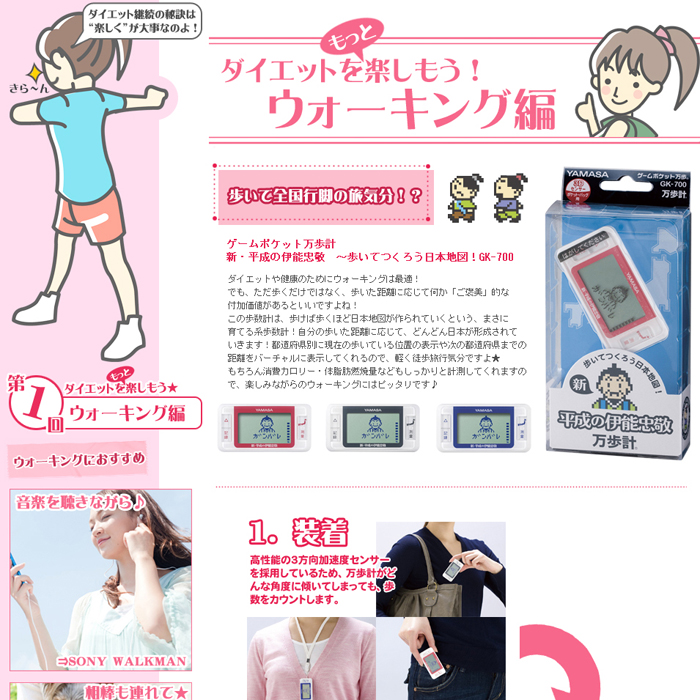 ダイエット継続の秘訣は
“楽しく”が大事なのよ！
きら～ん
もっと
ダイエットを楽しもう！
ウォーキング編
歩いて全国行脚の旅気分！？
ゲームポケット万歩計
新・平成の伊能忠敬　～歩いてつくろう日本地図！GK-700
ダイエットや健康のためにウォーキングは最適！
でも、ただ歩くだけではなく、歩いた距離に応じて何か「ご褒美」的な
付加価値があるといいですよね！
この歩数計は、歩けば歩くほど日本地図が作られていくという、まさに
育てる系歩数計！自分の歩いた距離に応じて、どんどん日本が形成されて
いきます！都道府県別に現在の歩いている位置の表示や次の都道府県までの
距離をバーチャルに表示してくれるので、軽く徒歩旅行気分ですよ★
もちろん消費カロリー・体脂肪燃焼量などもしっかりと計測してくれますの
で、楽しみながらのウォーキングにはピッタリです♪
YAMASA
ゲームポケット万歩計
GK-700
万歩計
はがしてください
歩いてつくろう日本地図！
新
平成の伊能忠敬
万歩計
YAMASA
ガンバレ
YAMASA
ガンバレ
YAMASA
ガンバレ
第1回
もっと
ダイエットを楽しもう★
ウォーキング編
ウォーキングにおすすめ
音楽を聴きながら♪
⇒SONY WALKMAN
相棒も連れて★
1. 装着
高性能の3方向加速度センサー
を採用しているため、万歩計がど
んな角度に傾いてしまっても、歩
数をカウントします。